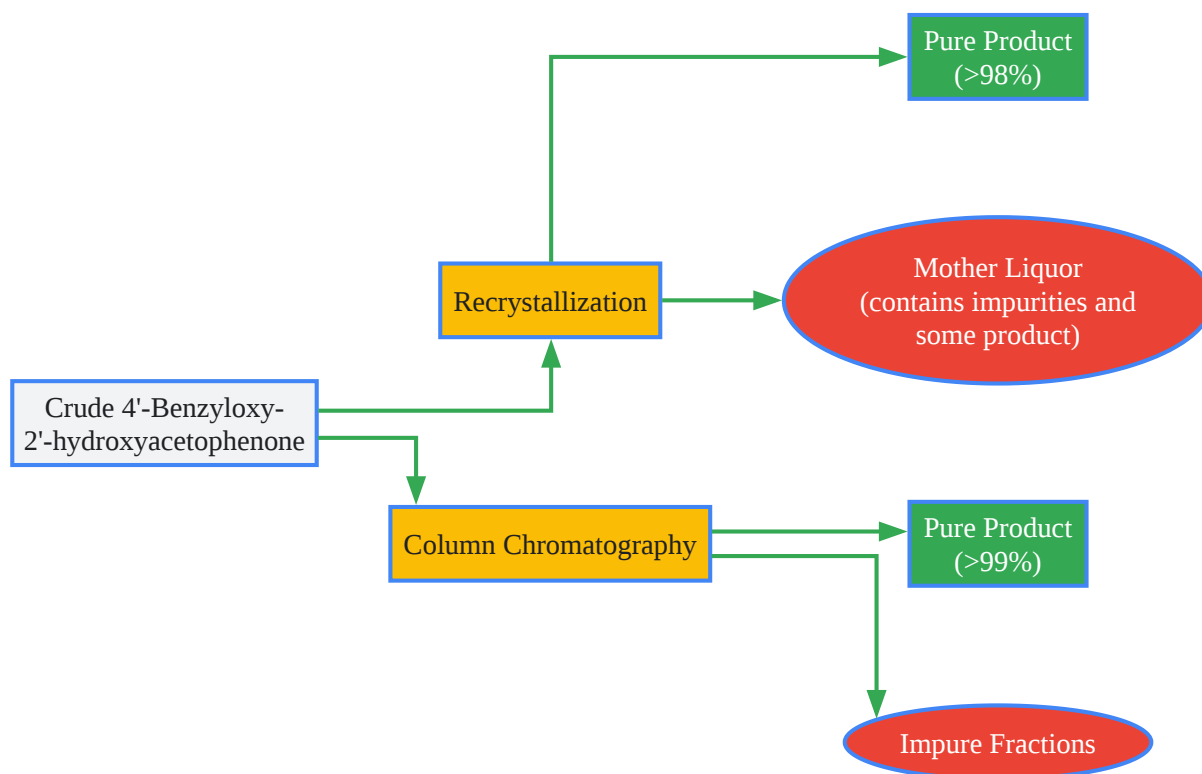 Pure Product
(>98%)
Mother Liquor
(contains impurities and
some product)
Recrystallization
Crude 4'-Benzyloxy-
2'-hydroxyacetophenone
Column Chromatography
Pure Product
(>99%)
Impure Fractions